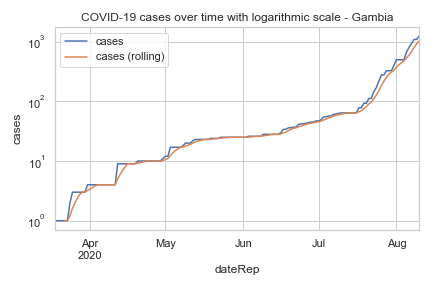 COVID-19 cases over time with logarithmic scale - Gambia
cases
cases (rolling)
10³
10²
10¹
10⁰
cases
Apr
2020
May
Jun
Jul
Aug
dateRep